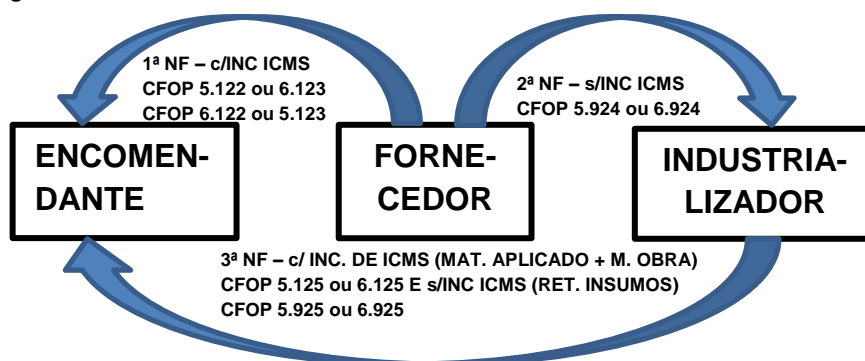 1ª NF – c/INC ICMS
CFOP 5.122 ou 6.123
CFOP 6.122 ou 5.123
2ª NF – s/INC ICMS
CFOP 5.924 ou 6.924
ENCOMEN-
DANTE
FORNE-
CEDOR
INDUSTRIA-
LIZADOR
3ª NF – c/ INC. DE ICMS (MAT. APLICADO + M. OBRA)
CFOP 5.125 ou 6.125 E s/INC ICMS (RET. INSUMOS)
CFOP 5.925 ou 6.925